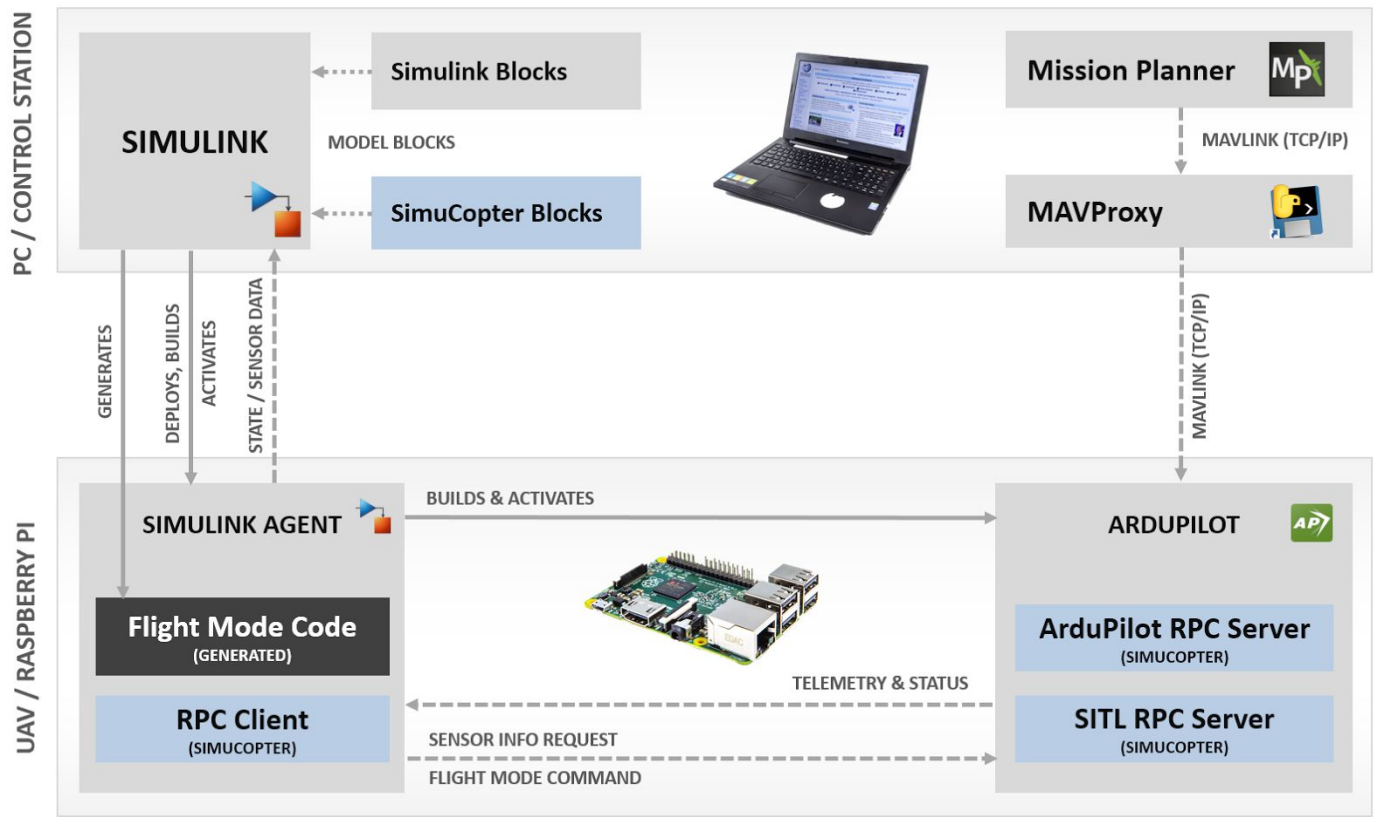 PC / CONTROL STATION
SIMULINK
Simulink Blocks
MODEL BLOCKS
SimuCopter Blocks
Mission Planner
Mp
MAVLINK (TCP/IP)
MAVProxy
GENERATES
DEPLOYS, BUILDS
ACTIVATES
STATE / SENSOR DATA
MAVLINK (TCP/IP)
UAV / RASPBERRY PI
SIMULINK AGENT
Flight Mode Code
(GENERATED)
RPC Client
(SIMUCOPTER)
BUILDS & ACTIVATES
TELEMETRY & STATUS
SENSOR INFO REQUEST
FLIGHT MODE COMMAND
ARDUPILOT
AP
ArduPilot RPC Server
(SIMUCOPTER)
SITL RPC Server
(SIMUCOPTER)